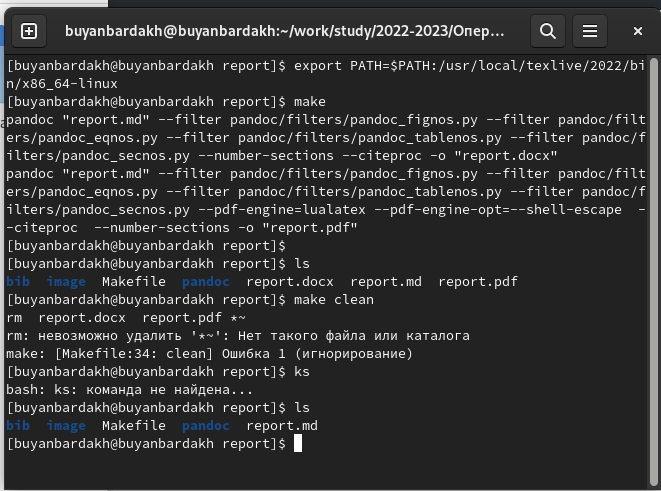 buyanbardakh@buyanbardakh:~/work/study/2022-2023/Опер...
[buyanbardakh@buyanbardakh report]$ export PATH=$PATH:/usr/local/texlive/2022/bi
n/x86_64-linux
[buyanbardakh@buyanbardakh report]$ make
pandoc "report.md" --filter pandoc/filters/pandoc_fignos.py --filter pandoc/filt
ers/pandoc_eqnos.py --filter pandoc/filters/pandoc_tablenos.py --filter pandoc/f
ilters/pandoc_secnos.py --number-sections --citeproc -o "report.docx"
pandoc "report.md" --filter pandoc/filters/pandoc_fignos.py --filter pandoc/filt
ers/pandoc_eqnos.py --filter pandoc/filters/pandoc_tablenos.py --filter pandoc/f
ilters/pandoc_secnos.py --pdf-engine=lualatex --pdf-engine-opt=--shell-escape  -
-citeproc  --number-sections -o "report.pdf"
[buyanbardakh@buyanbardakh report]$
[buyanbardakh@buyanbardakh report]$ ls
bib  image  Makefile  pandoc  report.docx  report.md  report.pdf
[buyanbardakh@buyanbardakh report]$ make clean
rm  report.docx  report.pdf *~
rm: невозможно удалить '*~': Нет такого файла или каталога
make: [Makefile:34: clean] Ошибка 1 (игнорирование)
[buyanbardakh@buyanbardakh report]$ ks
bash: ks: команда не найдена...
[buyanbardakh@buyanbardakh report]$ ls
bib  image  Makefile  pandoc  report.md
[buyanbardakh@buyanbardakh report]$